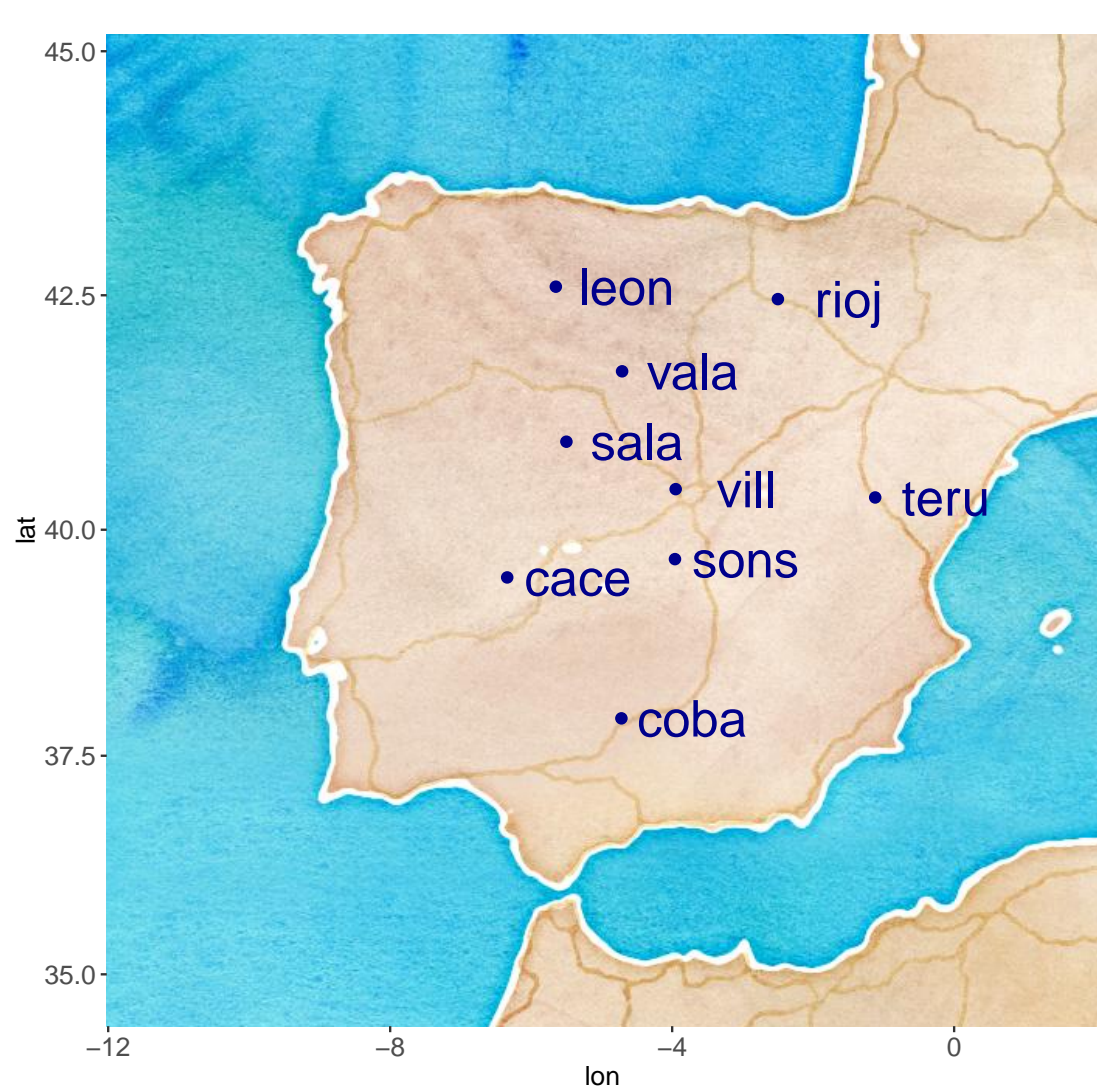 45.0
42.5
40.0
37.5
35.0
lat
leon
rioj
vala
sala
vill
teru
sons
cace
coba
−12
−8
−4
0
lon